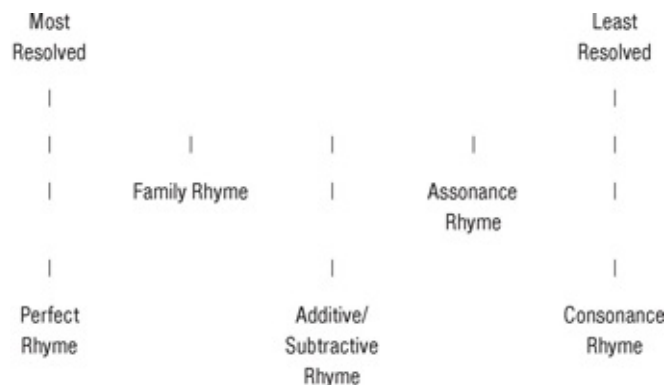 Most
Resolved
Least
Resolved
Family Rhyme
Assonance
Rhyme
Perfect
Rhyme
Additive/
Subtractive
Rhyme
Consonance
Rhyme